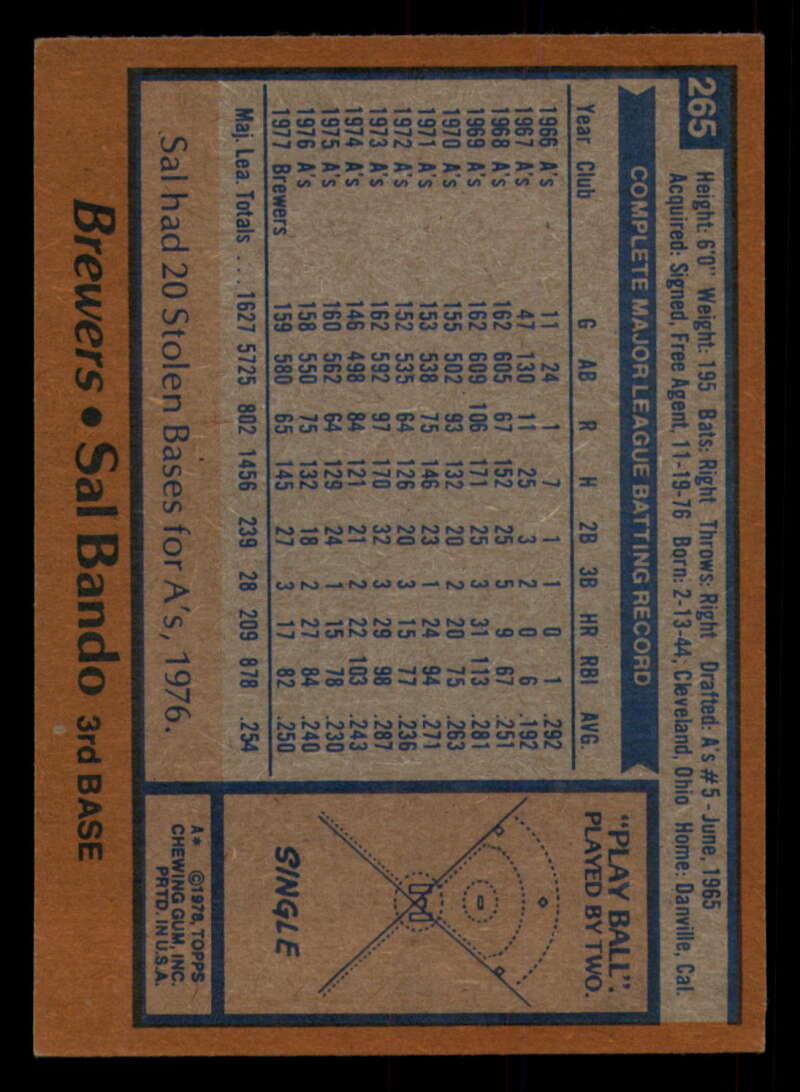 265
Height: 6'0" Weight: 195 Bats: Right Throws: Right Drafted: A's #5 - June, 1965
Acquired: Signed, Free Agent, 11-19-76 Born: 2-13-44, Cleveland, Ohio Home: Danville, Cal.
COMPLETE MAJOR LEAGUE BATTING RECORD
Year Club G AB R H 2B 3B HR RBI AVG.
1966 A's 11 24 1 7 1 1 0 1 .292
1967 A's 47 130 11 25 3 2 0 6 .192
1968 A's 162 605 67 152 25 5 9 67 .251
1969 A's 162 609 106 171 25 3 31 113 .281
1970 A's 155 502 93 132 20 2 20 75 .263
1971 A's 153 538 75 146 23 1 24 94 .271
1972 A's 152 535 64 126 20 3 15 77 .236
1973 A's 162 592 97 170 32 3 29 98 .287
1974 A's 146 498 84 121 21 2 22 103 .243
1975 A's 160 562 64 129 24 1 15 78 .230
1976 A's 158 550 75 132 18 2 27 84 .240
1977 Brewers 159 580 65 145 27 3 17 82 .250
Maj. Lea. Totals ... 1627 5725 802 1456 239 28 209 878 .254
Sal had 20 Stolen Bases for A's, 1976.
"PLAY BALL".
PLAYED BY TWO.
SINGLE
A* ©1978, TOPPS
CHEWING GUM, INC.
PRTD. IN U.S.A.
Brewers • Sal Bando 3rd BASE